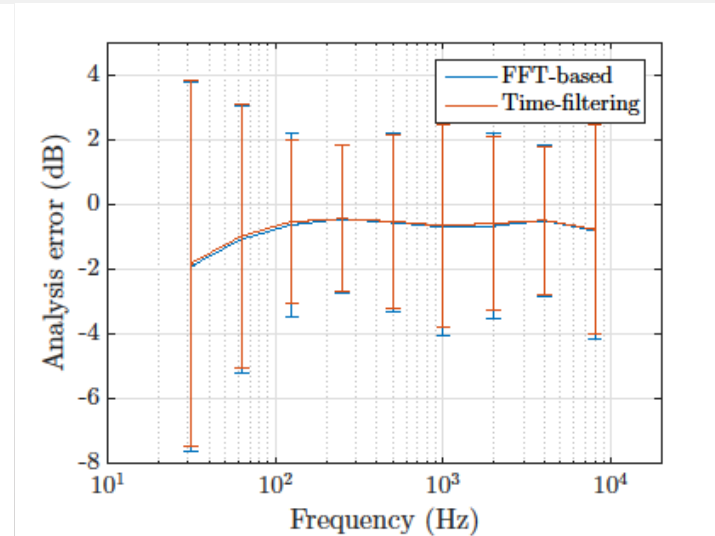 FFT-based
Time-filtering
4
2
0
-2
-4
-6
-8
Analysis error (dB)
10¹ 10² 10³ 10⁴
Frequency (Hz)